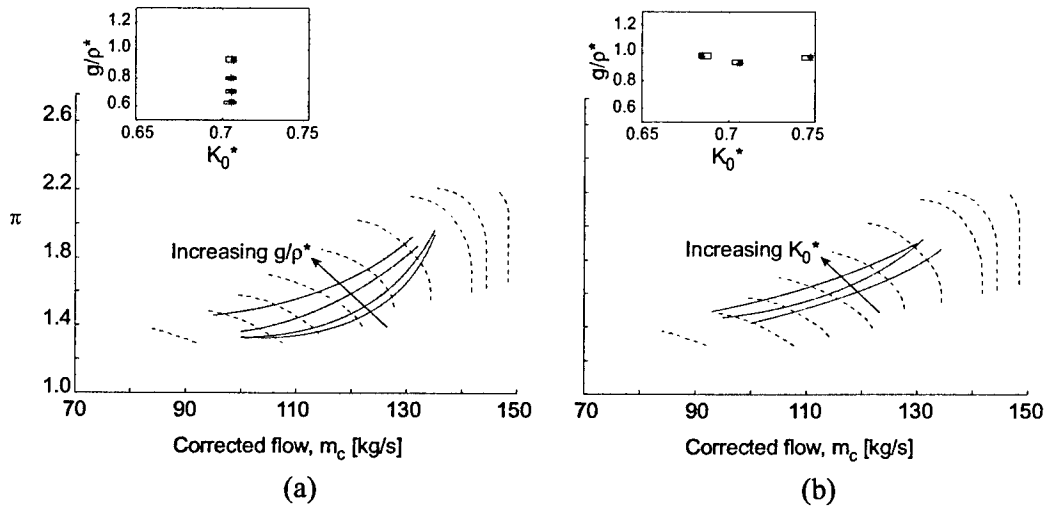 1.2
1.0
0.8
0.6
g/ρ*
0.65
0.7
0.75
K₀*
2.6
2.2
1.8
1.4
1.0
π
Increasing g/ρ*
70
90
110
130
150
Corrected flow, m_c [kg/s]
(a)
1.2
1.0
0.8
0.6
g/ρ*
0.65
0.7
0.75
K₀*
Increasing K₀*
70
90
110
130
150
Corrected flow, m_c [kg/s]
(b)